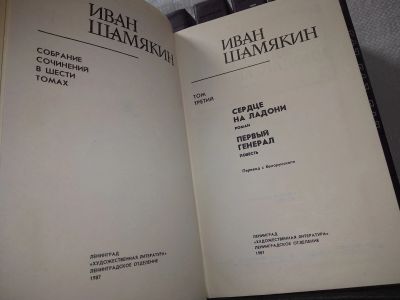 ИВАН
ШАМЯКИН
СОБРАНИЕ
СОЧИНЕНИЙ
В ШЕСТИ
ТОМАХ
ЛЕНИНГРАД
«ХУДОЖЕСТВЕННАЯ ЛИТЕРАТУРА»
ЛЕНИНГРАДСКОЕ ОТДЕЛЕНИЕ
1987
ИВАН
ШАМЯКИН
ТОМ
ТРЕТИЙ
СЕРДЦЕ
НА ЛАДОНИ
РОМАН
ПЕРВЫЙ
ГЕНЕРАЛ
ПОВЕСТЬ
Перевод с белорусского
ЛЕНИНГРАД
«ХУДОЖЕСТВЕННАЯ ЛИТЕРАТУРА»
ЛЕНИНГРАДСКОЕ ОТДЕЛЕНИЕ
1987